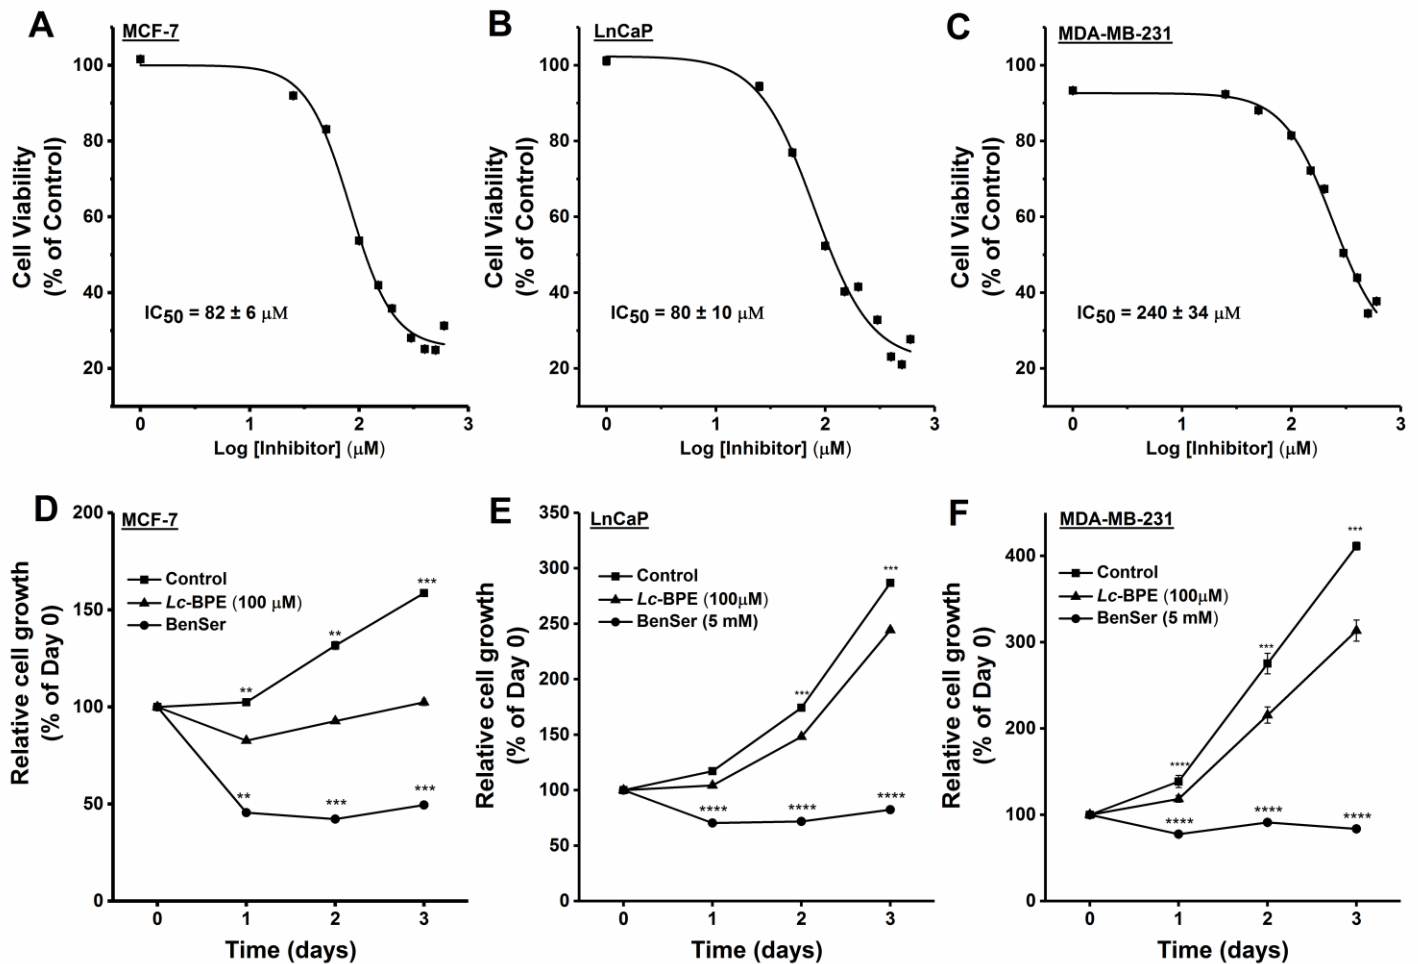 A
MCF-7
Cell Viability
(% of Control)
100
80
60
40
20
IC50 = 82 ± 6 μM
0
1
2
3
Log [Inhibitor] (μM)
B
LnCaP
Cell Viability
(% of Control)
100
80
60
40
20
IC50 = 80 ± 10 μM
0
1
2
3
Log [Inhibitor] (μM)
C
MDA-MB-231
Cell Viability
(% of Control)
100
80
60
40
20
IC50 = 240 ± 34 μM
0
1
2
3
Log [Inhibitor] (μM)
D
MCF-7
Relative cell growth
(% of Day 0)
200
150
100
50
0
Control
Lc-BPE (100 μM)
BenSer
**
**
***
**
***
***
0
1
2
3
Time (days)
E
LnCaP
Relative cell growth
(% of Day 0)
350
300
250
200
150
100
50
0
Control
Lc-BPE (100μM)
BenSer (5 mM)
***
***
****
****
****
0
1
2
3
Time (days)
F
MDA-MB-231
Relative cell growth
(% of Day 0)
400
300
200
100
0
Control
Lc-BPE (100μM)
BenSer (5 mM)
****
***
***
****
****
****
0
1
2
3
Time (days)